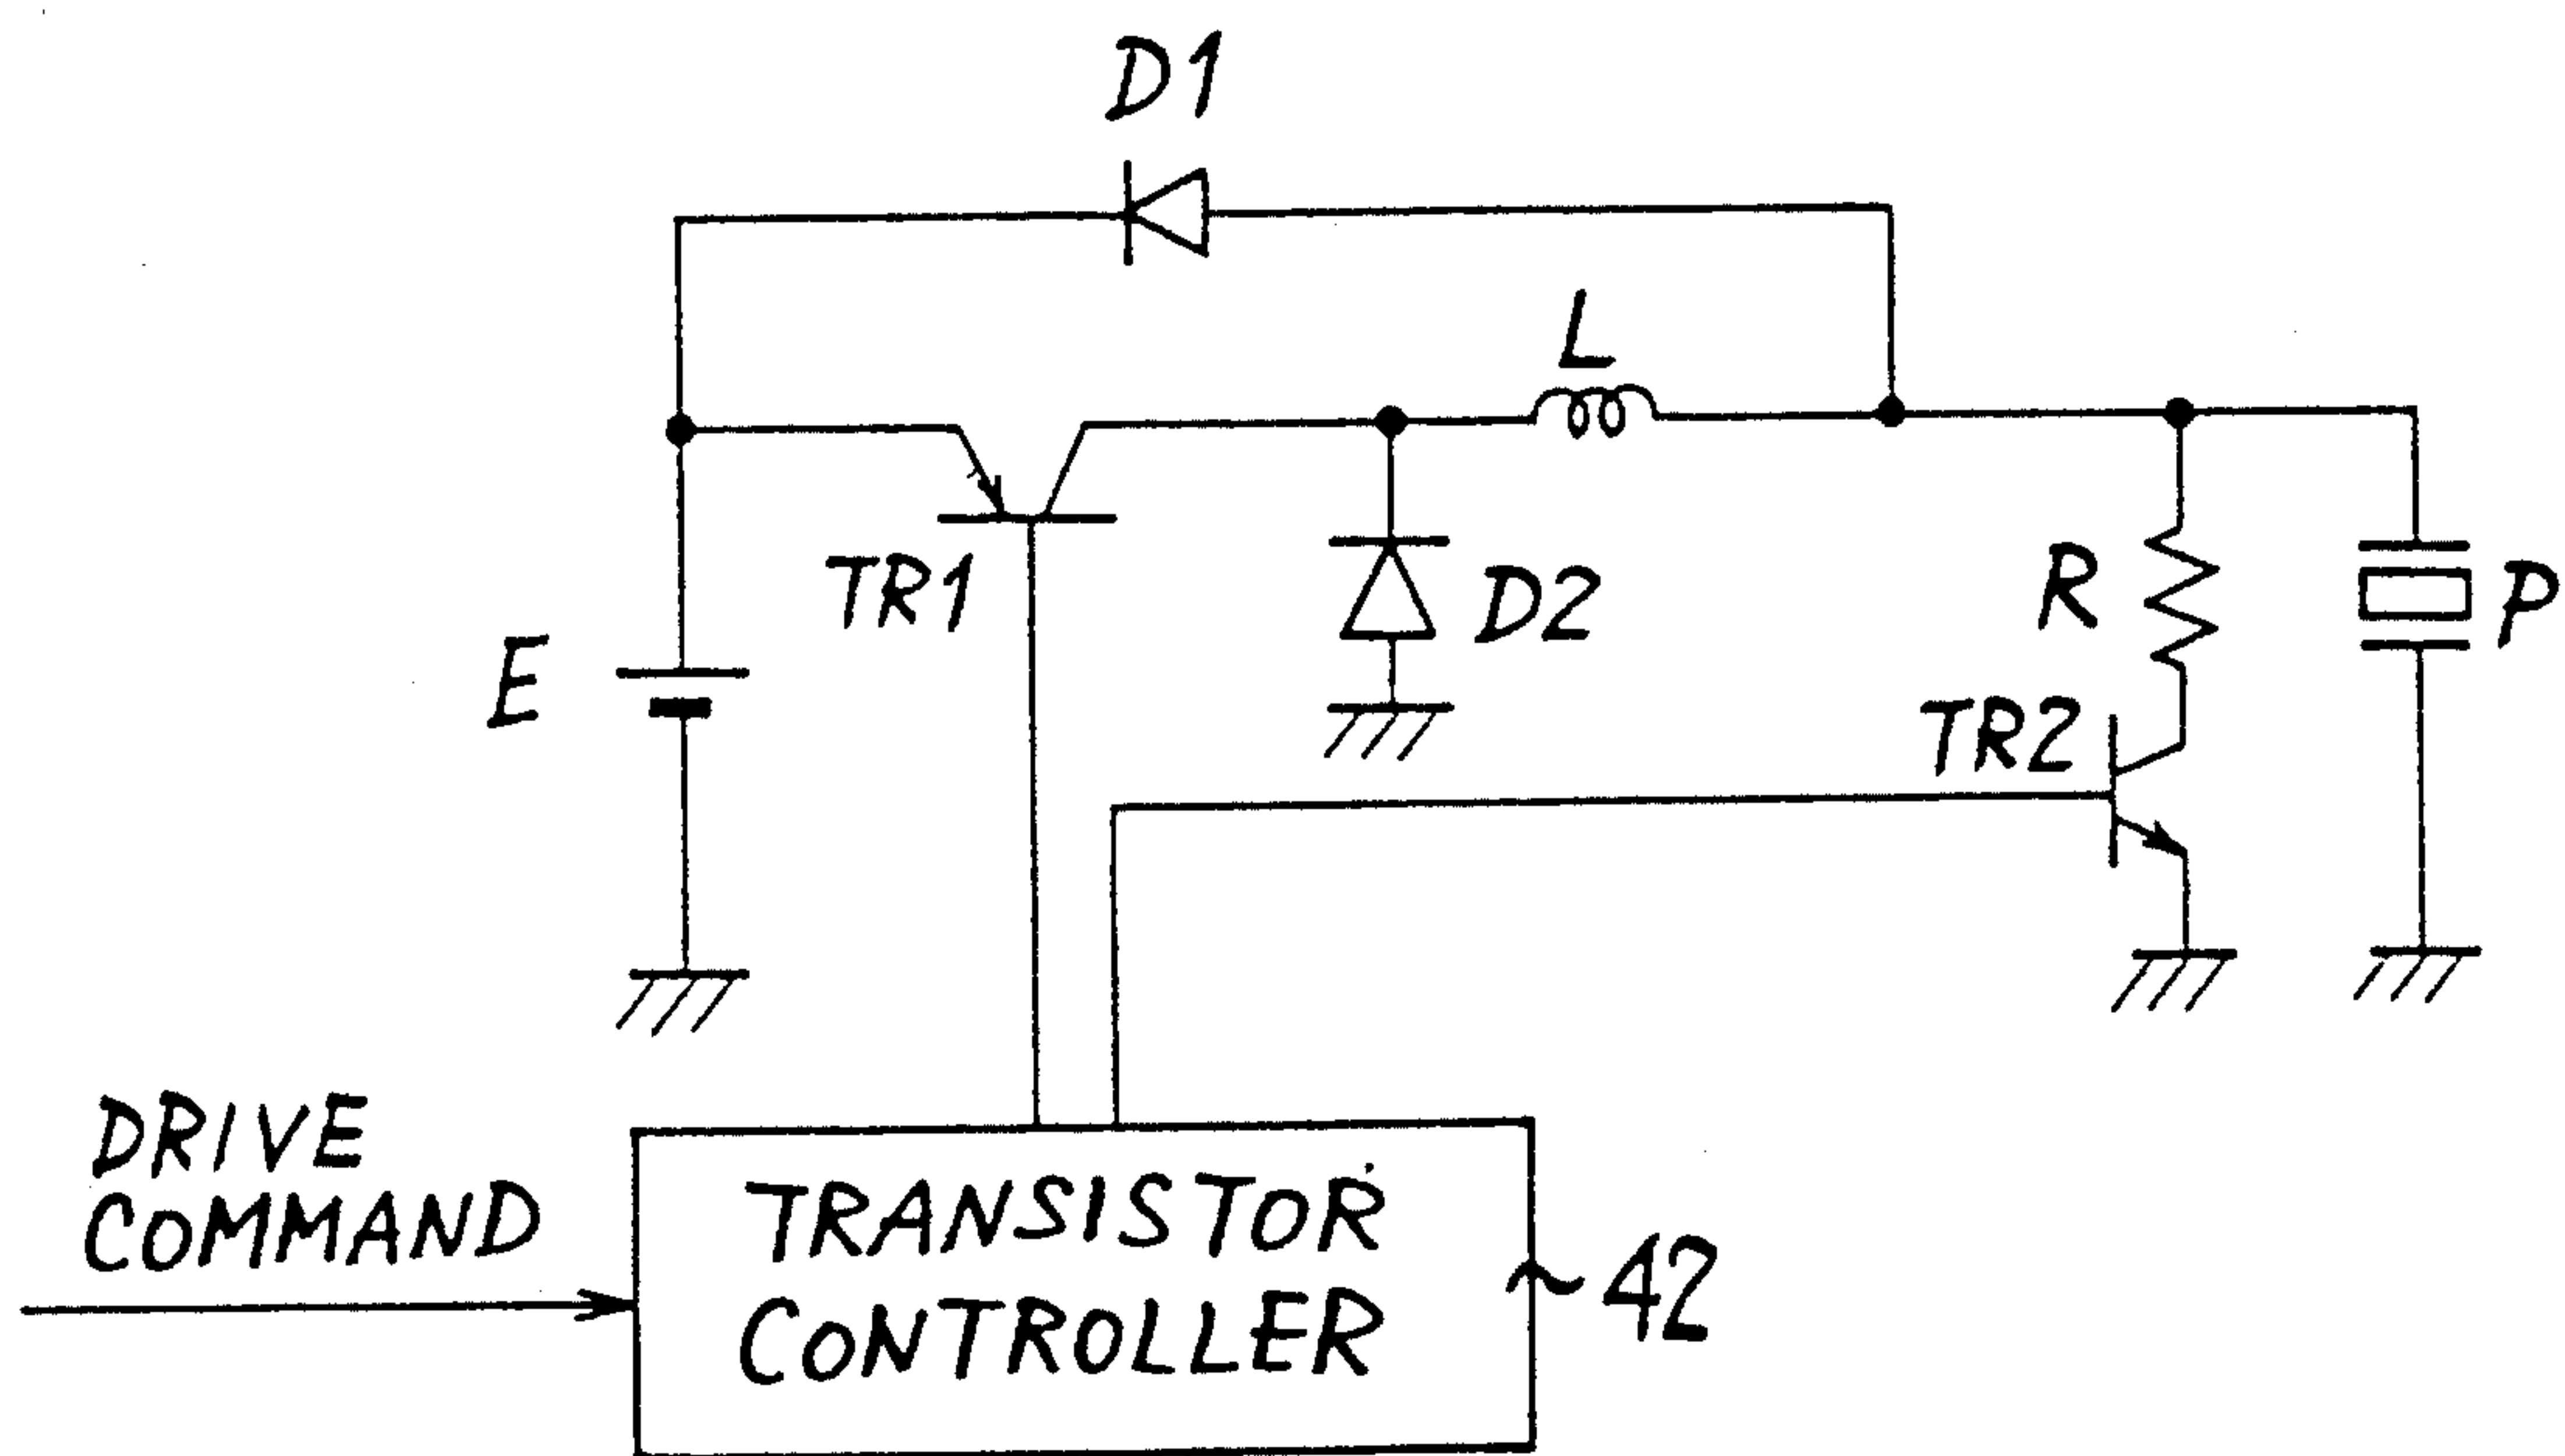 D1
L
TR1
D2
R
P
E
TR2
DRIVE
COMMAND
TRANSISTOR
CONTROLLER
~42